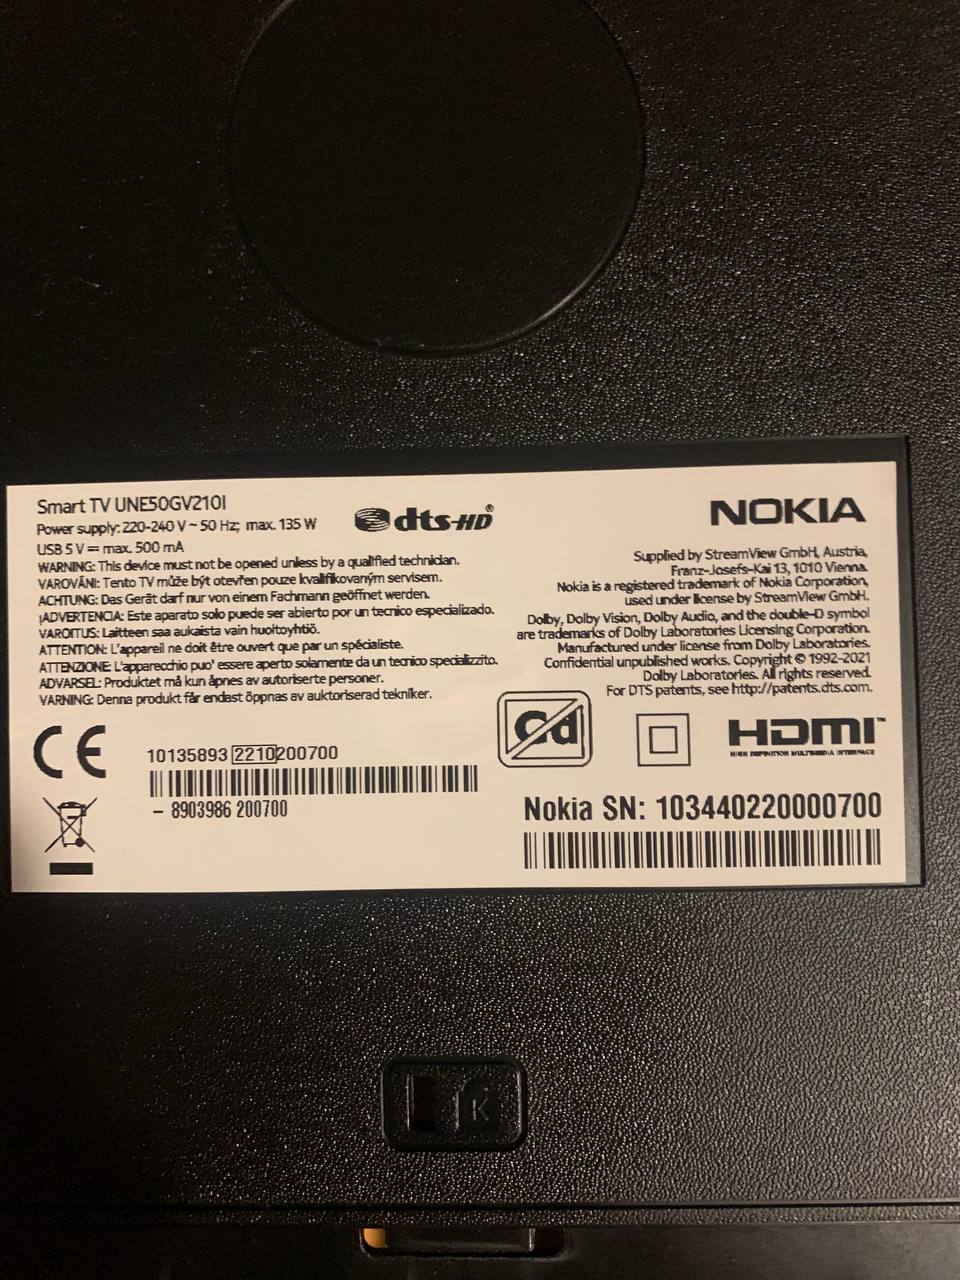 Smart TV UNE50GV210I
Power supply: 220-240 V ~ 50 Hz; max. 135 W
USB 5 V ⎓ max. 500 mA
WARNING: This device must not be opened unless by a qualified technician.
VAROVÁNI: Tento TV může být otevřen pouze kvalifikovaným servisem.
ACHTUNG: Das Gerät darf nur von einem Fachmann geöffnet werden.
¡ADVERTENCIA: Este aparato solo puede ser abierto por un tecnico especializado.
VAROITUS: Laitteen saa aukaista vain huoltoyhtiö.
ATTENTION: L'appareil ne doit être ouvert que par un spécialiste.
ATTENZIONE: L'apparecchio puo' essere aperto solamente da un tecnico specializzito.
ADVARSEL: Produktet må kun åpnes av autoriserte personer.
VARNING: Denna produkt får endast öppnas av auktoriserad tekniker.
dts-HD®
NOKIA
Supplied by StreamView GmbH, Austria,
Franz-Josefs-Kai 13, 1010 Vienna.
Nokia is a registered trademark of Nokia Corporation,
used under license by StreamView GmbH.
Dolby, Dolby Vision, Dolby Audio, and the double-D symbol
are trademarks of Dolby Laboratories Licensing Corporation.
Manufactured under license from Dolby Laboratories.
Confidential unpublished works. Copyright © 1992-2021
Dolby Laboratories. All rights reserved.
For DTS patents, see http://patents.dts.com.
CE
10135893 2210200700
– 8903986 200700
Cd
HDMI™
HIGH DEFINITION MULTIMEDIA INTERFACE
Nokia SN: 103440220000700
K